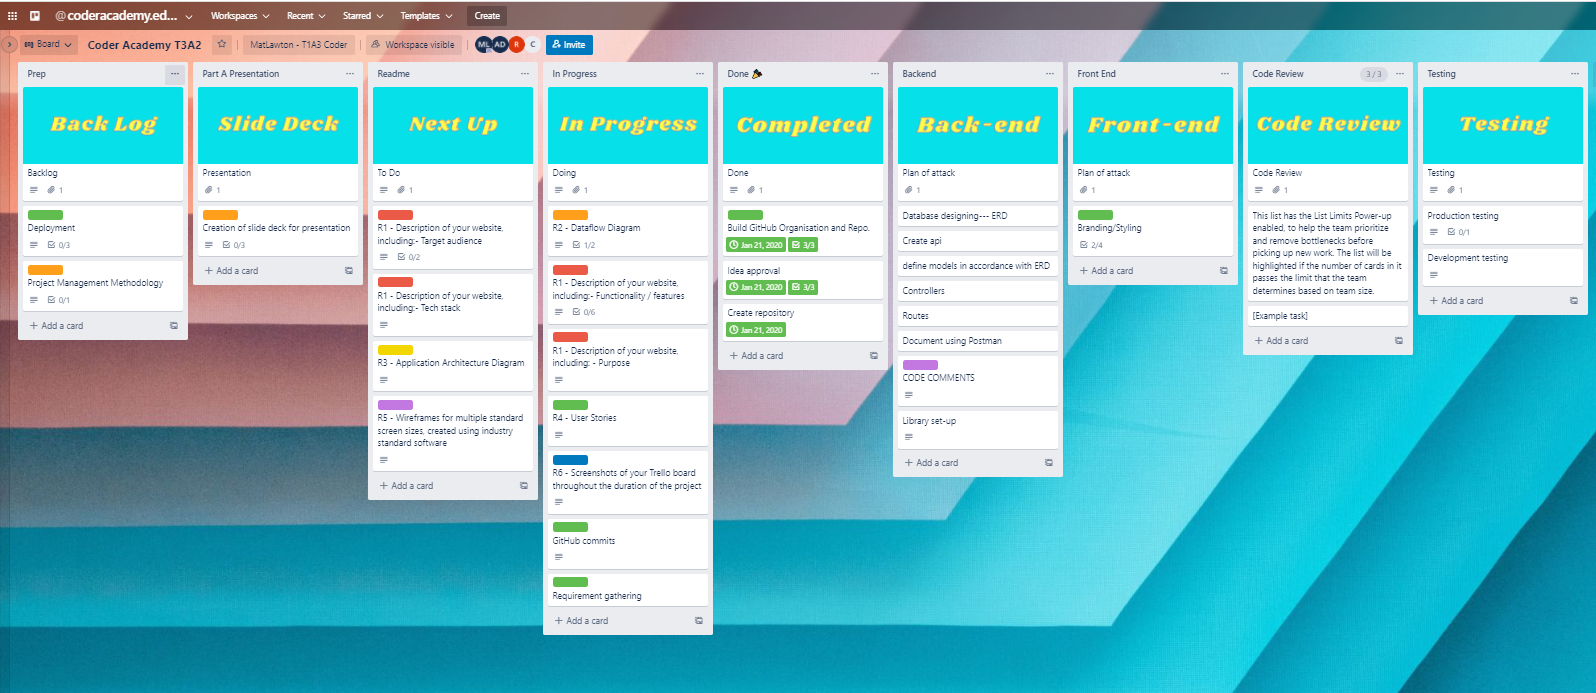 @coderacademy.ed...
Workspaces
Recent
Starred
Templates
Create
Board
Coder Academy T3A2
MatLawton - T1A3 Coder
Workspace visible
ML
AD
R
C
Invite
Prep
Back Log
Backlog
1
Deployment
0/3
Project Management Methodology
0/1
+ Add a card
Part A Presentation
Slide Deck
Presentation
1
Creation of slide deck for presentation
0/3
+ Add a card
Readme
Next Up
To Do
1
R1 - Description of your website,
including:- Target audience
0/2
R1 - Description of your website,
including:- Tech stack
R3 - Application Architecture Diagram
R5 - Wireframes for multiple standard
screen sizes, created using industry
standard software
+ Add a card
In Progress
In Progress
Doing
1
R2 - Dataflow Diagram
1/2
R1 - Description of your website,
including:- Functionality / features
0/6
R1 - Description of your website,
including: - Purpose
R4 - User Stories
R6 - Screenshots of your Trello board
throughout the duration of the project
GitHub commits
Requirement gathering
+ Add a card
Done
Completed
Done
1
Build GitHub Organisation and Repo.
Jan 21, 2020
3/3
Idea approval
Jan 21, 2020
3/3
Create repository
Jan 21, 2020
+ Add a card
Backend
Back-end
Plan of attack
1
Database designing--- ERD
Create api
define models in accordance with ERD
Controllers
Routes
Document using Postman
CODE COMMENTS
Library set-up
+ Add a card
Front End
Front-end
Plan of attack
1
Branding/Styling
2/4
+ Add a card
Code Review
3 / 3
Code Review
Code Review
1
This list has the List Limits Power-up
enabled, to help the team prioritize
and remove bottlenecks before
picking up new work. The list will be
highlighted if the number of cards in it
passes the limit that the team
determines based on team size.
[Example task]
+ Add a card
Testing
Testing
Testing
1
Production testing
0/1
Development testing
+ Add a card